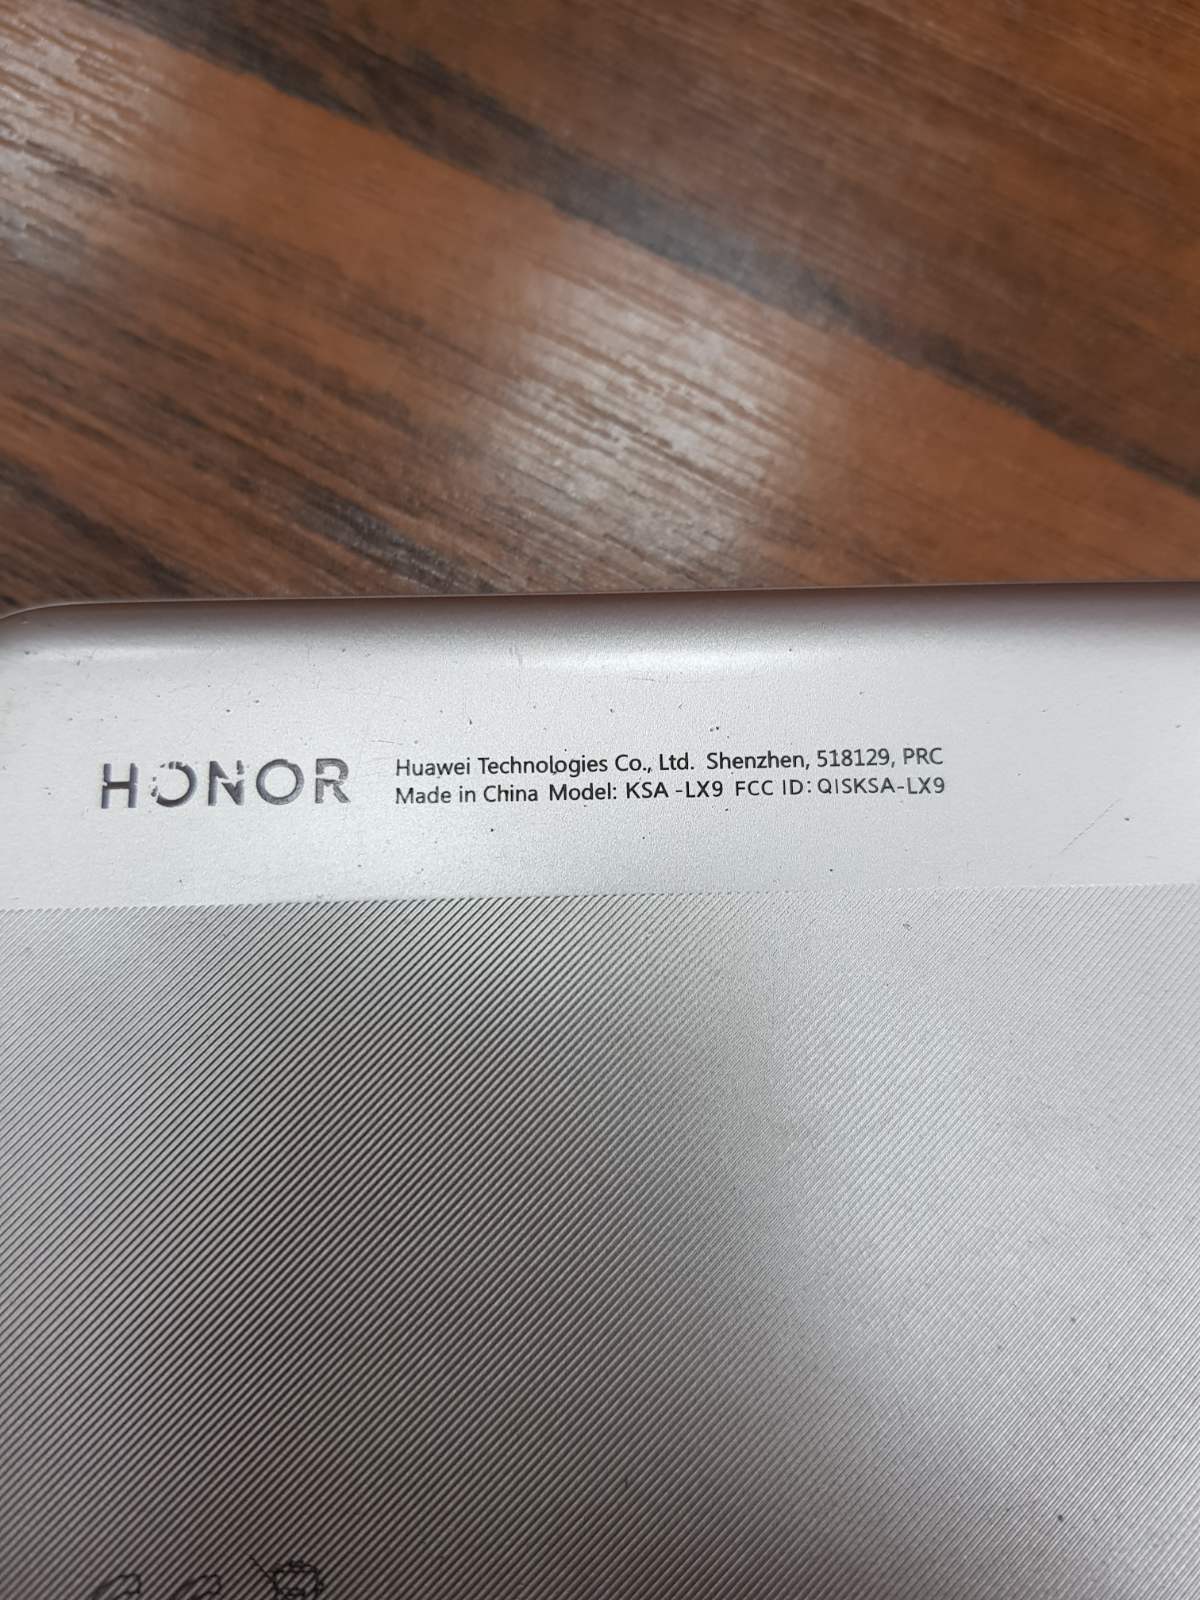 HONOR
Huawei Technologies Co., Ltd. Shenzhen, 518129, PRC
Made in China Model: KSA -LX9 FCC ID: QISKSA-LX9